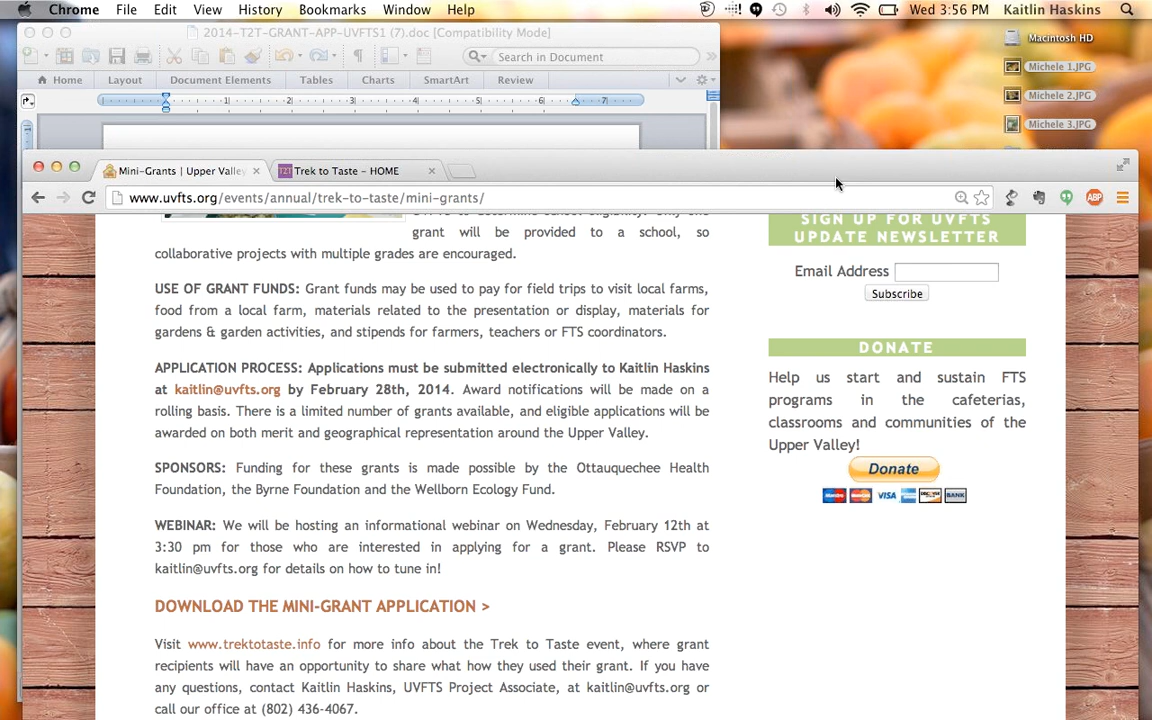 Chrome File Edit View History Bookmarks Window Help Wed 3:56 PM Kaitlin Haskins
2014-T2T-GRANT-APP-UVFTS1 (7).doc [Compatibility Mode]
Macintosh HD
Search in Document
Michele 1.JPG
Home Layout Document Elements Tables Charts SmartArt Review
Michele 2.JPG
1 2 3 4 5 6 7
Michele 3.JPG
Mini-Grants | Upper Valley Trek to Taste – HOME
www.uvfts.org/events/annual/trek-to-taste/mini-grants/
ABP
grant will be provided to a school, so
collaborative projects with multiple grades are encouraged.
USE OF GRANT FUNDS: Grant funds may be used to pay for field trips to visit local farms,
food from a local farm, materials related to the presentation or display, materials for
gardens & garden activities, and stipends for farmers, teachers or FTS coordinators.
APPLICATION PROCESS: Applications must be submitted electronically to Kaitlin Haskins
at kaitlin@uvfts.org by February 28th, 2014. Award notifications will be made on a
rolling basis. There is a limited number of grants available, and eligible applications will be
awarded on both merit and geographical representation around the Upper Valley.
SPONSORS: Funding for these grants is made possible by the Ottauquechee Health
Foundation, the Byrne Foundation and the Wellborn Ecology Fund.
WEBINAR: We will be hosting an informational webinar on Wednesday, February 12th at
3:30 pm for those who are interested in applying for a grant. Please RSVP to
kaitlin@uvfts.org for details on how to tune in!
DOWNLOAD THE MINI-GRANT APPLICATION >
Visit www.trektotaste.info for more info about the Trek to Taste event, where grant
recipients will have an opportunity to share what how they used their grant. If you have
any questions, contact Kaitlin Haskins, UVFTS Project Associate, at kaitlin@uvfts.org or
call our office at (802) 436-4067.
SIGN UP FOR UVFTS
UPDATE NEWSLETTER
Email Address
Subscribe
DONATE
Help us start and sustain FTS
programs in the cafeterias,
classrooms and communities of the
Upper Valley!
Donate
VISA BANK